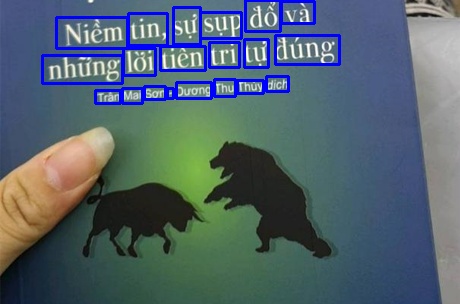 Niềm tin, sự sụp đổ và
những lời tiên tri tự đúng
Trần Mai Sơn - Dương Thu Thủy dịch